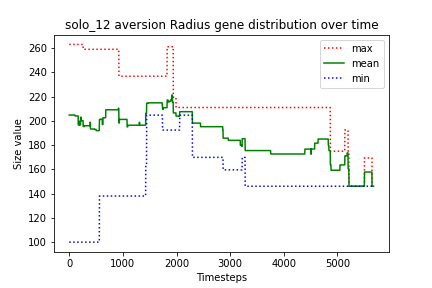 solo_12 aversion Radius gene distribution over time
max
mean
min
Size value
260
240
220
200
180
160
140
120
100
0
1000
2000
3000
4000
5000
Timesteps